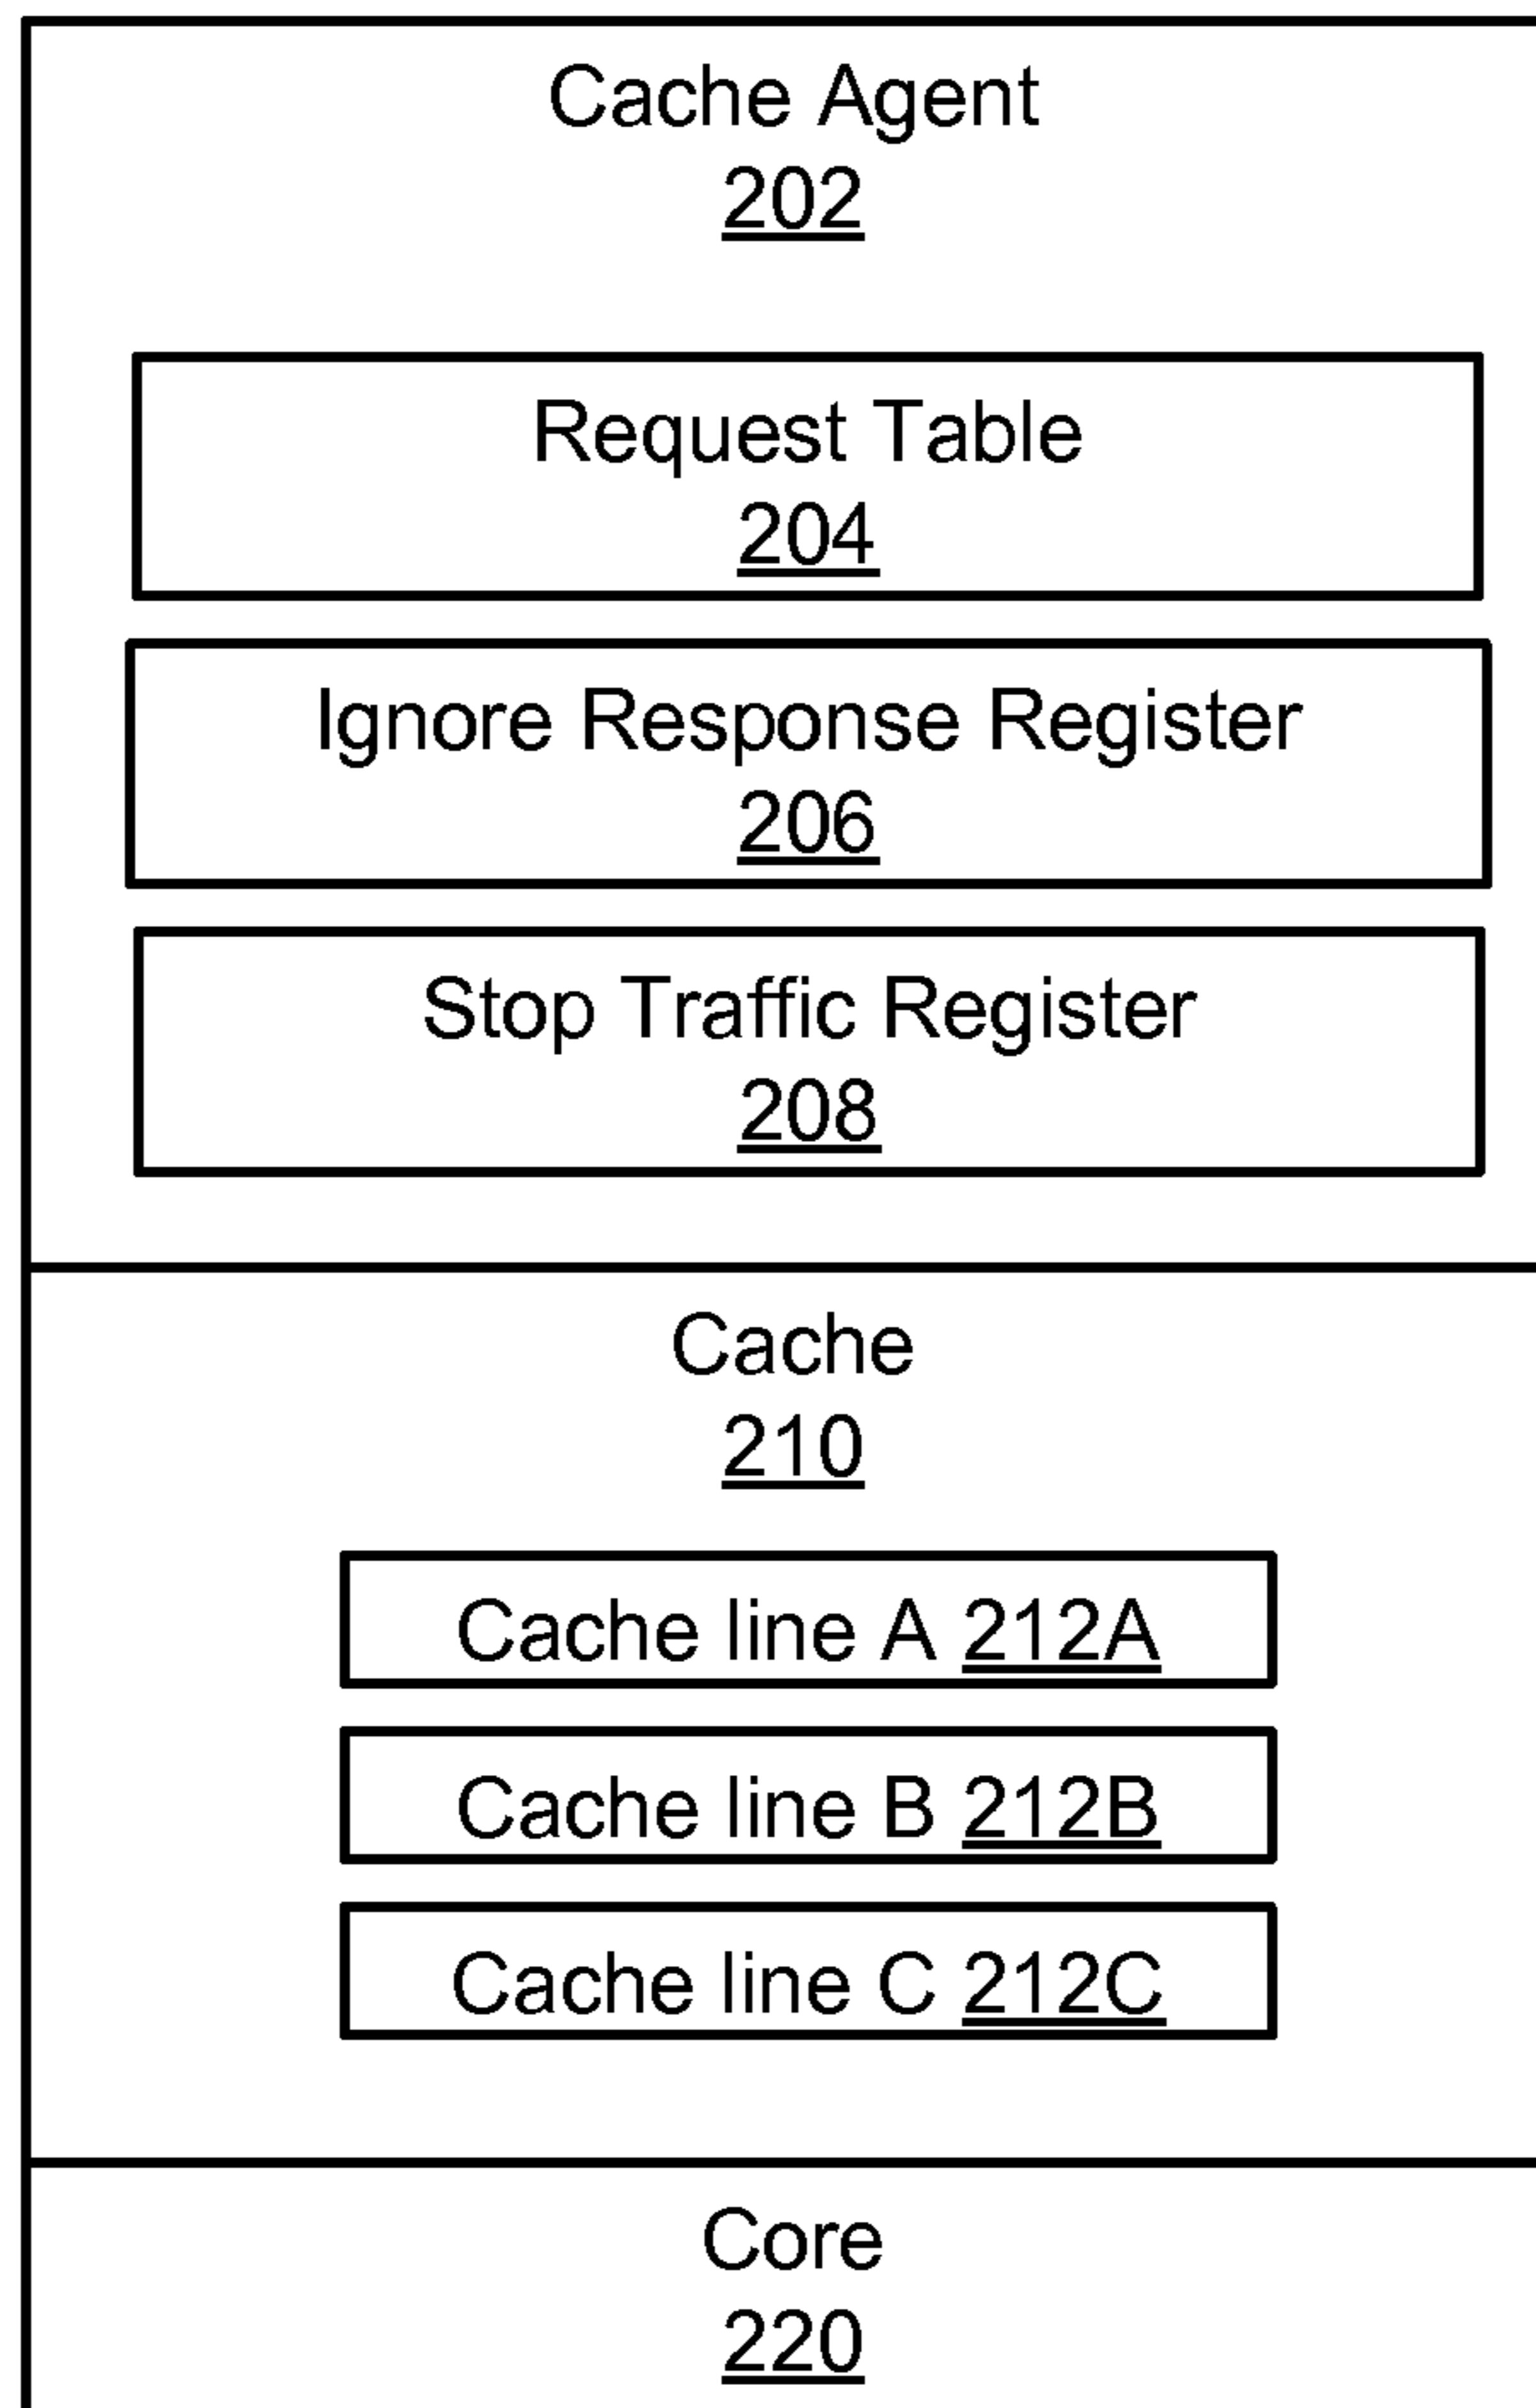 Cache Agent
202
Request Table
204
Ignore Response Register
206
Stop Traffic Register
208
Cache
210
Cache line A 212A
Cache line B 212B
Cache line C 212C
Core
220